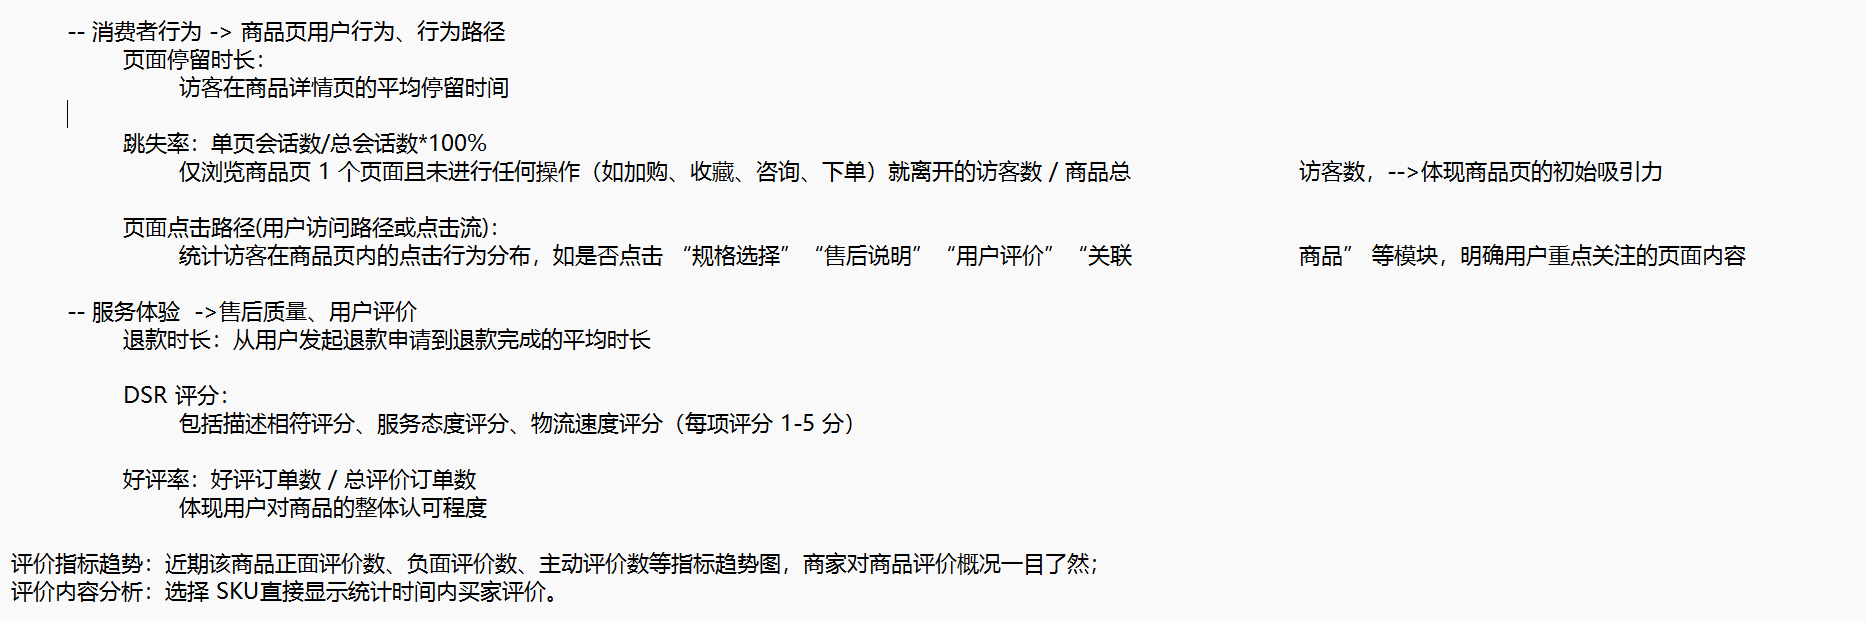 -- 消费者行为 -> 商品页用户行为、行为路径
页面停留时长：
访客在商品详情页的平均停留时间
跳失率：单页会话数/总会话数*100%
仅浏览商品页 1 个页面且未进行任何操作（如加购、收藏、咨询、下单）就离开的访客数 / 商品总 访客数，-->体现商品页的初始吸引力
页面点击路径(用户访问路径或点击流)：
统计访客在商品页内的点击行为分布，如是否点击 “规格选择” “售后说明” “用户评价” “关联 商品” 等模块，明确用户重点关注的页面内容
-- 服务体验 ->售后质量、用户评价
退款时长：从用户发起退款申请到退款完成的平均时长
DSR 评分：
包括描述相符评分、服务态度评分、物流速度评分（每项评分 1-5 分）
好评率：好评订单数 / 总评价订单数
体现用户对商品的整体认可程度
评价指标趋势：近期该商品正面评价数、负面评价数、主动评价数等指标趋势图，商家对商品评价概况一目了然；
评价内容分析：选择 SKU直接显示统计时间内买家评价。